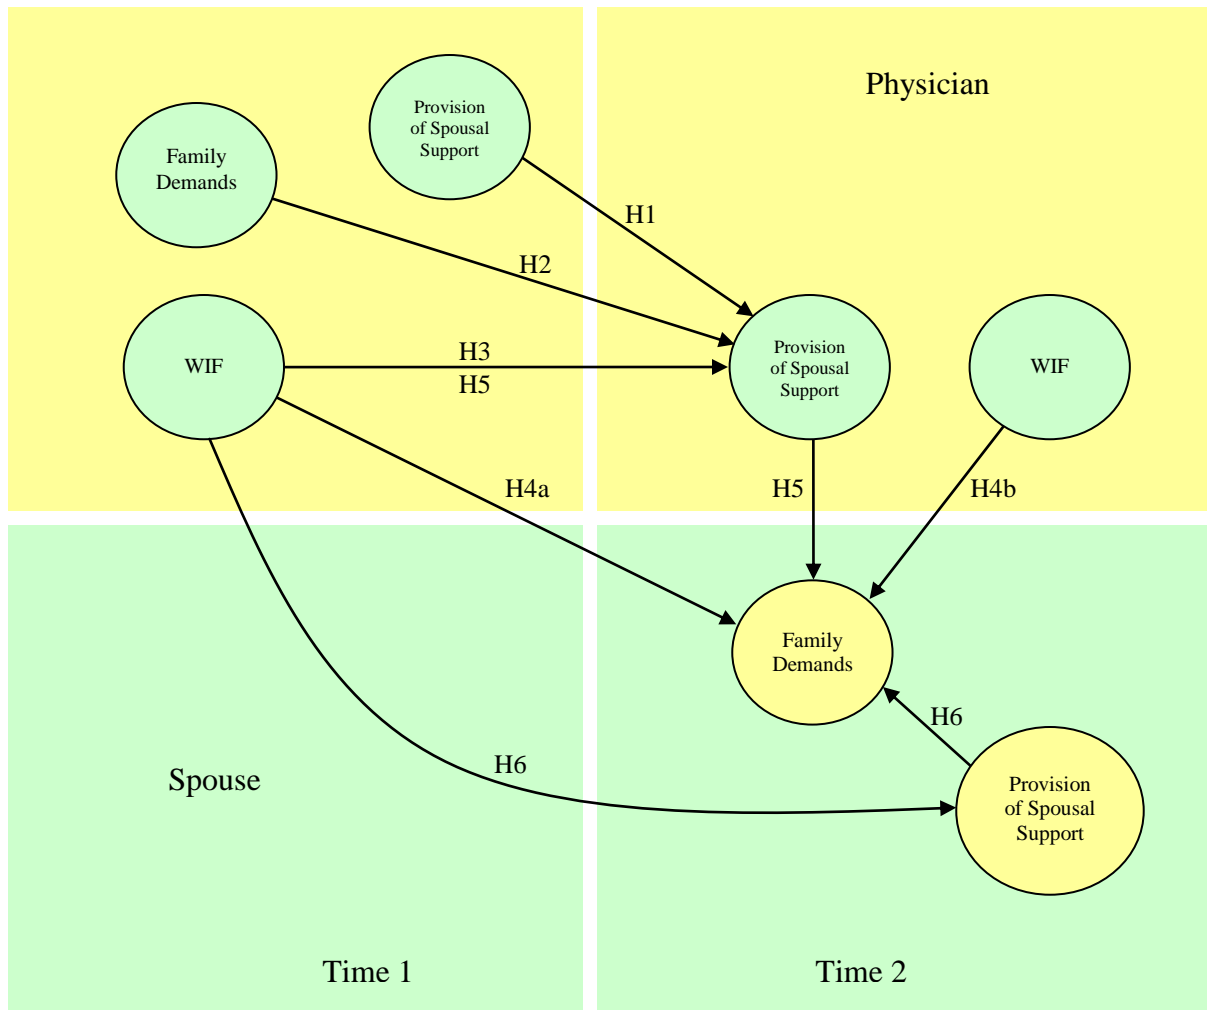 Physician
Provision
of Spousal
Support
Family
Demands
H1
H2
WIF
H3
H5
Provision
of Spousal
Support
WIF
H4a
H5
H4b
Family
Demands
H6
H6
Spouse
Provision
of Spousal
Support
Time 1
Time 2